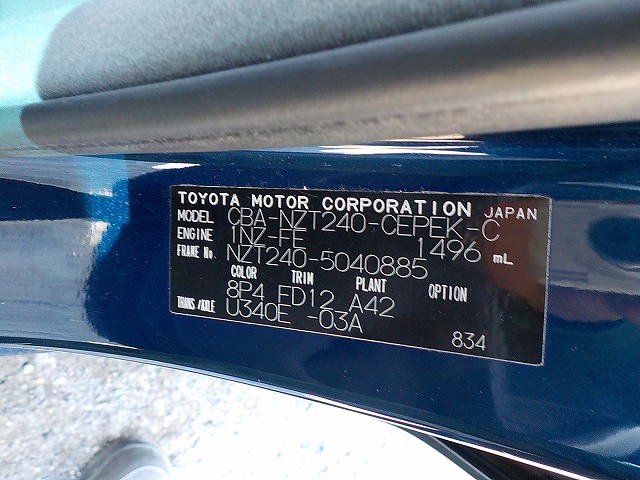 TOYOTA MOTOR CORPORATION JAPAN
MODEL CBA-NZT240-CEPEK-C
ENGINE 1NZ-FE 1496 mL
FRAME No. NZT240-5040885
COLOR TRIM PLANT OPTION
8P4 ED12 A42
TRANS./AXLE U340E -03A
834